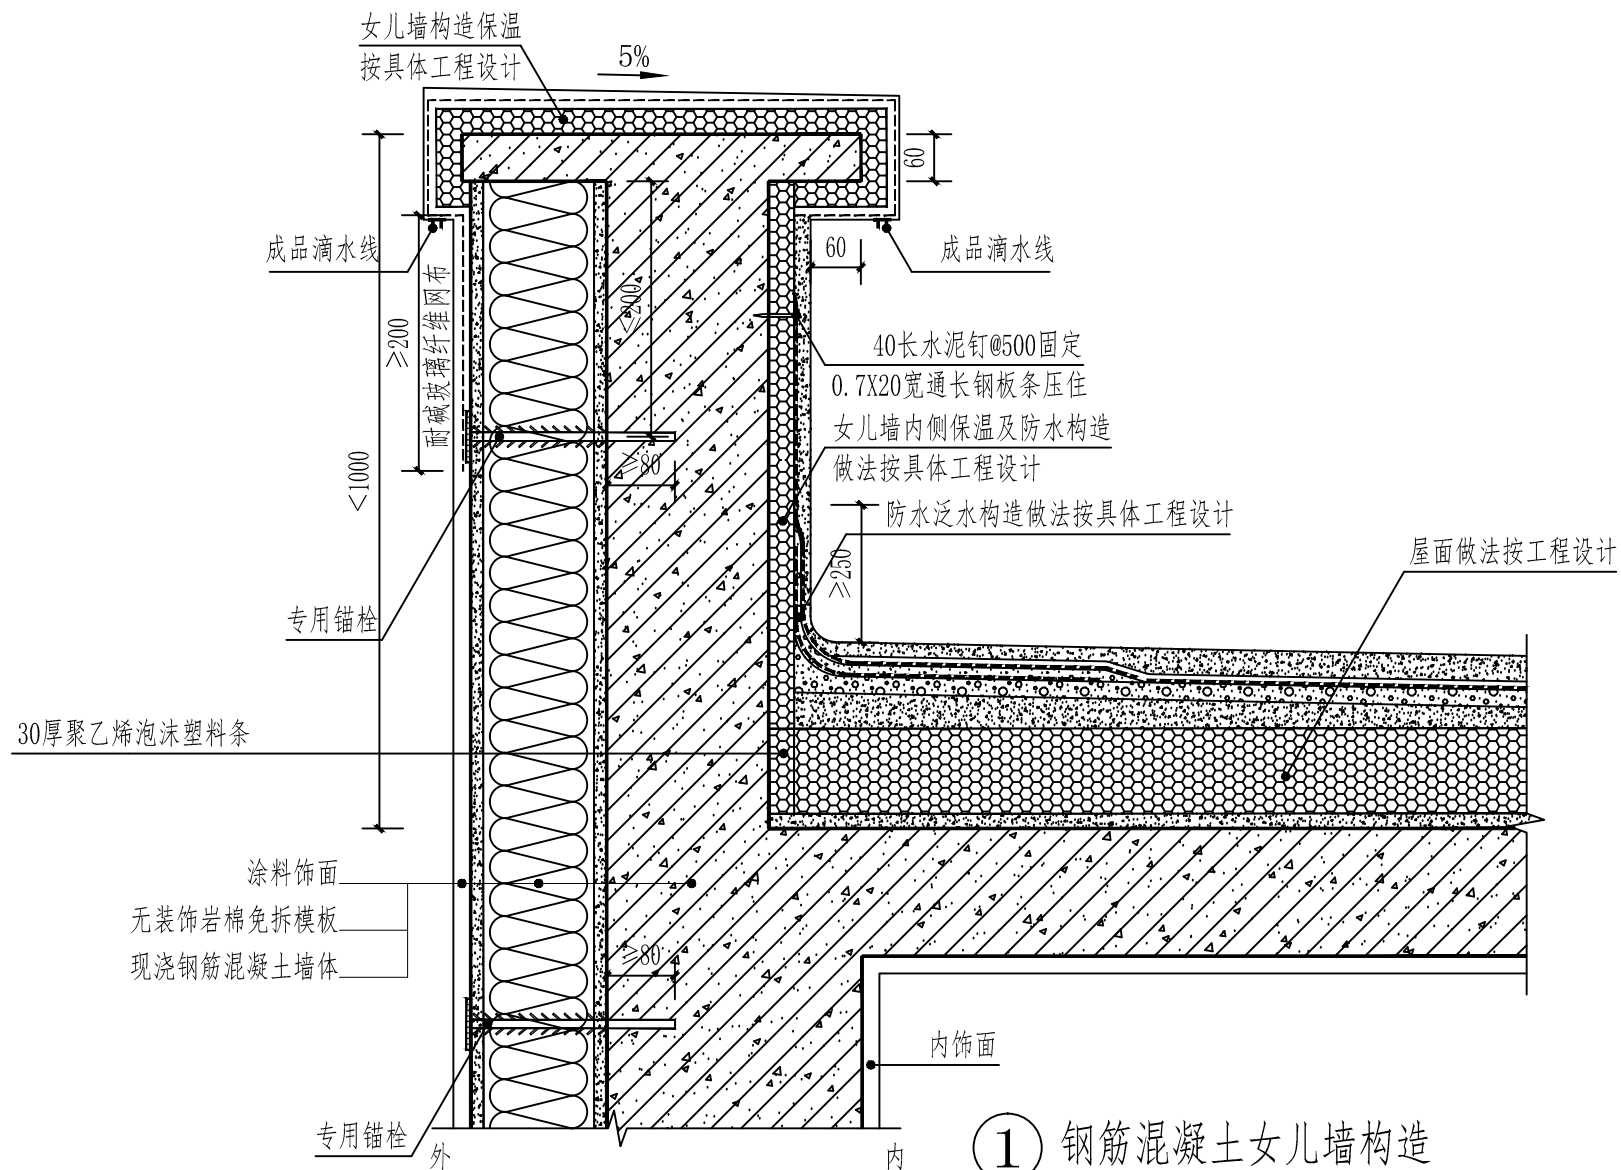 女儿墙构造保温
按具体工程设计
5%
60
成品滴水线
60
成品滴水线
≥200
耐碱玻璃纤维网布
≤200
<1000
40长水泥钉@500固定
0.7X20宽通长钢板条压住
女儿墙内侧保温及防水构造
做法按具体工程设计
≥80
防水泛水构造做法按具体工程设计
≥250
屋面做法按工程设计
专用锚栓
30厚聚乙烯泡沫塑料条
涂料饰面
无装饰岩棉免拆模板
现浇钢筋混凝土墙体
≥80
内饰面
专用锚栓
外
内
1 钢筋混凝土女儿墙构造